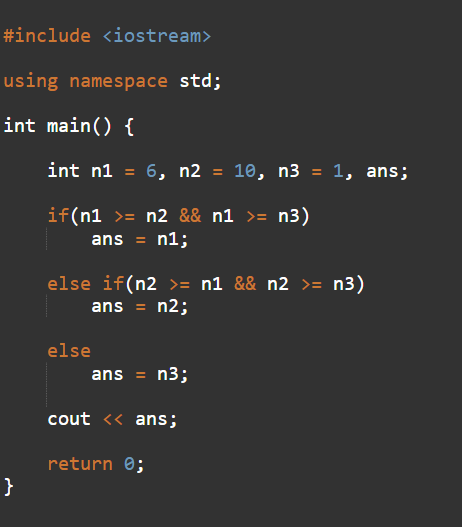 #include <iostream>
using namespace std;
int main() {
int n1 = 6, n2 = 10, n3 = 1, ans;
if(n1 >= n2 && n1 >= n3)
ans = n1;
else if(n2 >= n1 && n2 >= n3)
ans = n2;
else
ans = n3;
cout << ans;
return 0;
}